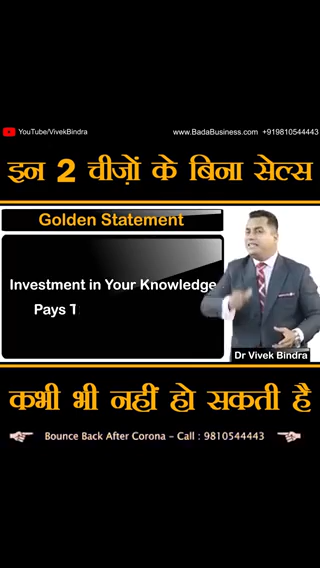 YouTube/VivekBindra
www.BadaBusiness.com +919810544443
इन 2 चीज़ों के बिना सेल्स
Golden Statement
Investment in Your Knowledge
Pays T
Dr Vivek Bindra
कभी भी नहीं हो सकती है
Bounce Back After Corona - Call : 9810544443